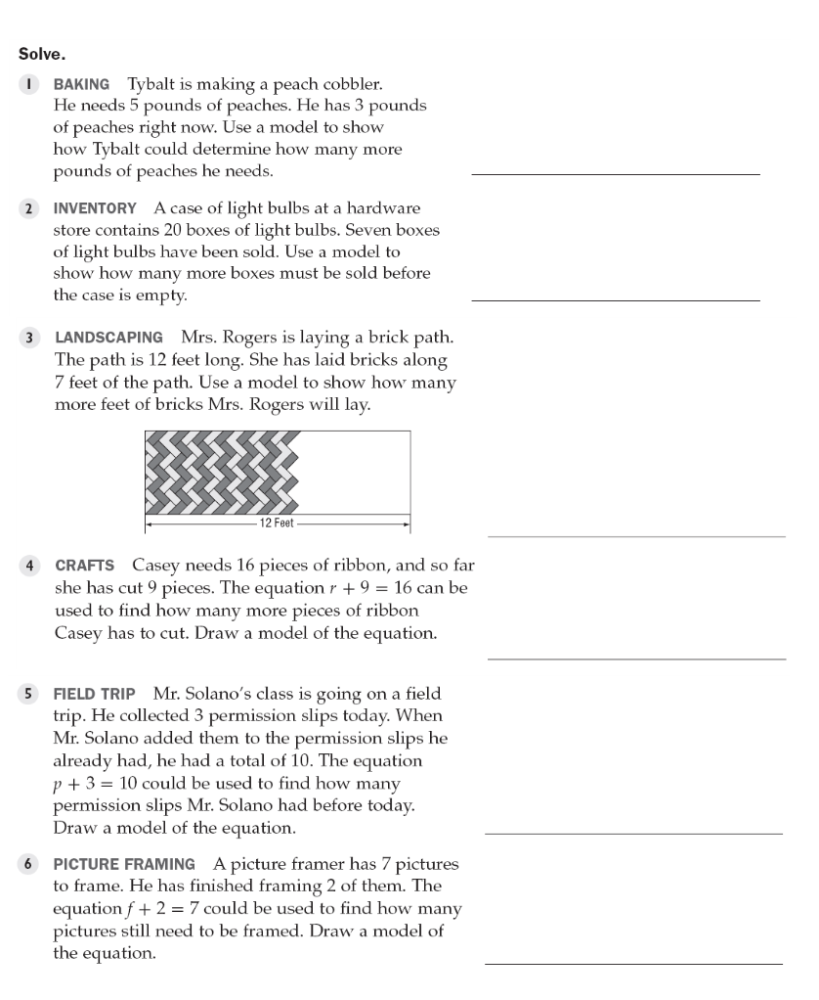 Solve.
1 BAKING Tybalt is making a peach cobbler.
He needs 5 pounds of peaches. He has 3 pounds
of peaches right now. Use a model to show
how Tybalt could determine how many more
pounds of peaches he needs.
2 INVENTORY A case of light bulbs at a hardware
store contains 20 boxes of light bulbs. Seven boxes
of light bulbs have been sold. Use a model to
show how many more boxes must be sold before
the case is empty.
3 LANDSCAPING Mrs. Rogers is laying a brick path.
The path is 12 feet long. She has laid bricks along
7 feet of the path. Use a model to show how many
more feet of bricks Mrs. Rogers will lay.
12 Feet
4 CRAFTS Casey needs 16 pieces of ribbon, and so far
she has cut 9 pieces. The equation r + 9 = 16 can be
used to find how many more pieces of ribbon
Casey has to cut. Draw a model of the equation.
5 FIELD TRIP Mr. Solano's class is going on a field
trip. He collected 3 permission slips today. When
Mr. Solano added them to the permission slips he
already had, he had a total of 10. The equation
p + 3 = 10 could be used to find how many
permission slips Mr. Solano had before today.
Draw a model of the equation.
6 PICTURE FRAMING A picture framer has 7 pictures
to frame. He has finished framing 2 of them. The
equation f + 2 = 7 could be used to find how many
pictures still need to be framed. Draw a model of
the equation.